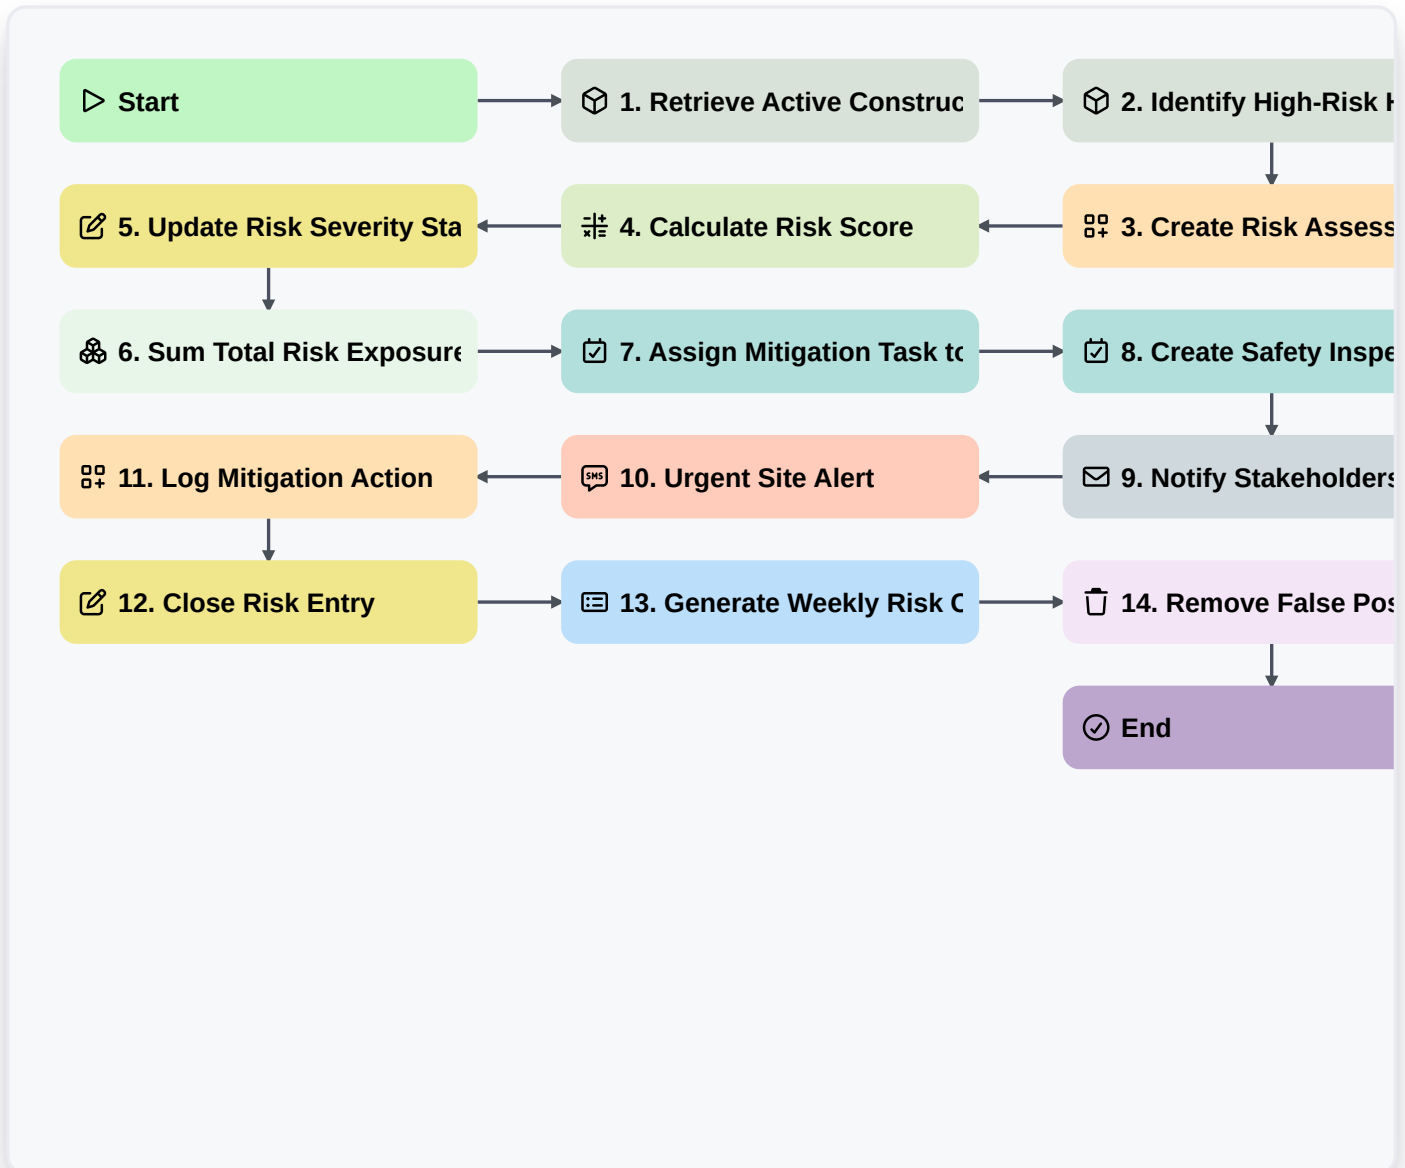 Start
1. Retrieve Active Construc
2. Identify High-Risk H
5. Update Risk Severity Sta
4. Calculate Risk Score
3. Create Risk Assess
6. Sum Total Risk Exposure
7. Assign Mitigation Task to
8. Create Safety Inspe
11. Log Mitigation Action
10. Urgent Site Alert
SMS
9. Notify Stakeholders
12. Close Risk Entry
13. Generate Weekly Risk
14. Remove False Pos
End